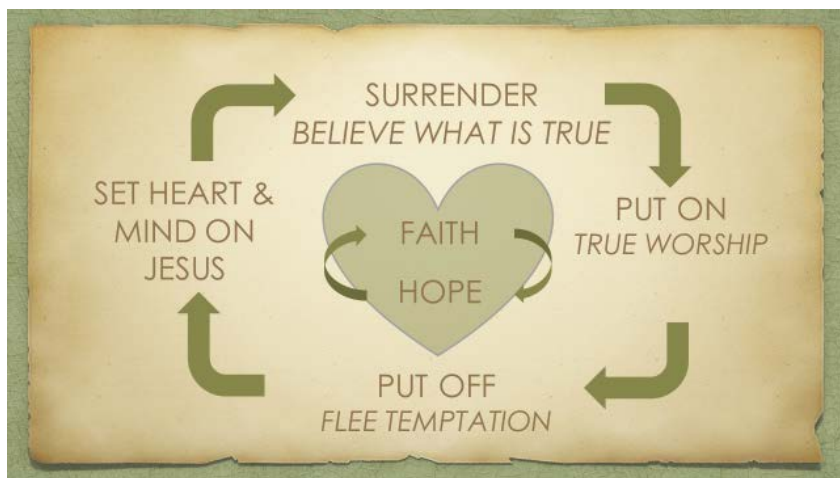 SURRENDER
BELIEVE WHAT IS TRUE
SET HEART &
MIND ON
JESUS
PUT ON
TRUE WORSHIP
FAITH
HOPE
PUT OFF
FLEE TEMPTATION